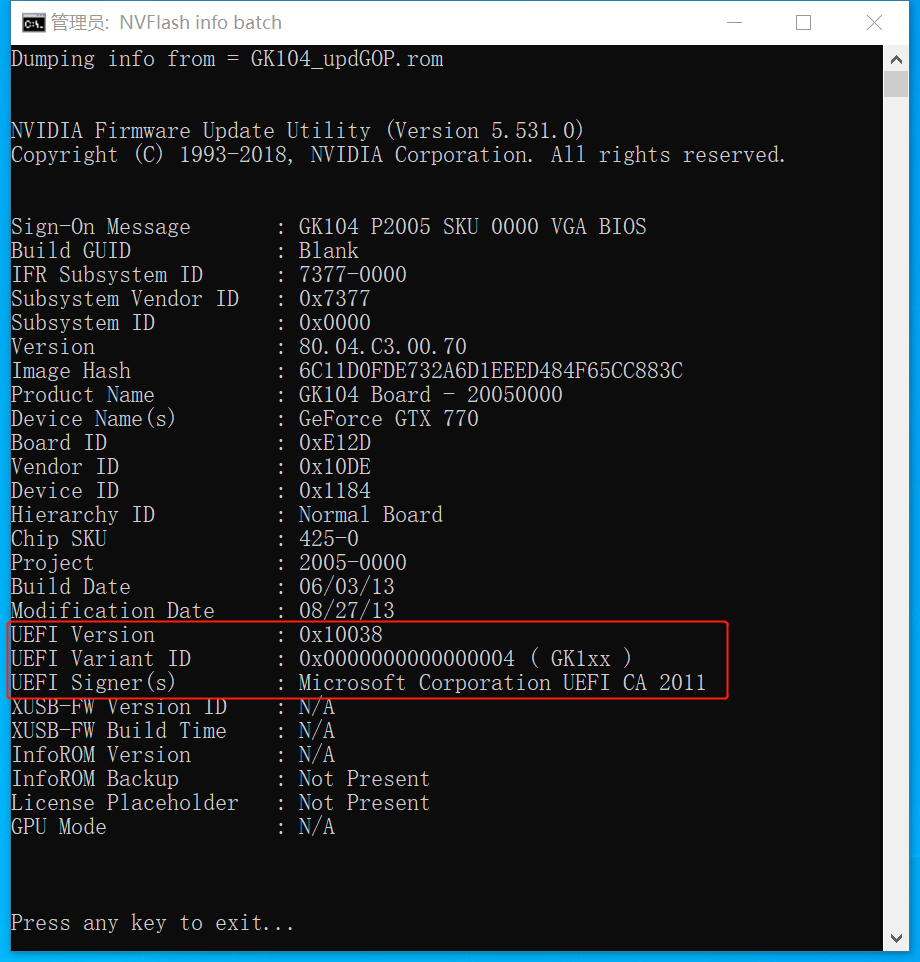 管理员: NVFlash info batch
Dumping info from = GK104_updGOP.rom
NVIDIA Firmware Update Utility (Version 5.531.0)
Copyright (C) 1993-2018, NVIDIA Corporation. All rights reserved.
Sign-On Message : GK104 P2005 SKU 0000 VGA BIOS
Build GUID : Blank
IFR Subsystem ID : 7377-0000
Subsystem Vendor ID : 0x7377
Subsystem ID : 0x0000
Version : 80.04.C3.00.70
Image Hash : 6C11D0FDE732A6D1EEED484F65CC883C
Product Name : GK104 Board - 20050000
Device Name(s) : GeForce GTX 770
Board ID : 0xE12D
Vendor ID : 0x10DE
Device ID : 0x1184
Hierarchy ID : Normal Board
Chip SKU : 425-0
Project : 2005-0000
Build Date : 06/03/13
Modification Date : 08/27/13
UEFI Version : 0x10038
UEFI Variant ID : 0x0000000000000004 ( GK1xx )
UEFI Signer(s) : Microsoft Corporation UEFI CA 2011
XUSB-FW Version ID : N/A
XUSB-FW Build Time : N/A
InfoROM Version : N/A
InfoROM Backup : Not Present
License Placeholder : Not Present
GPU Mode : N/A
Press any key to exit...